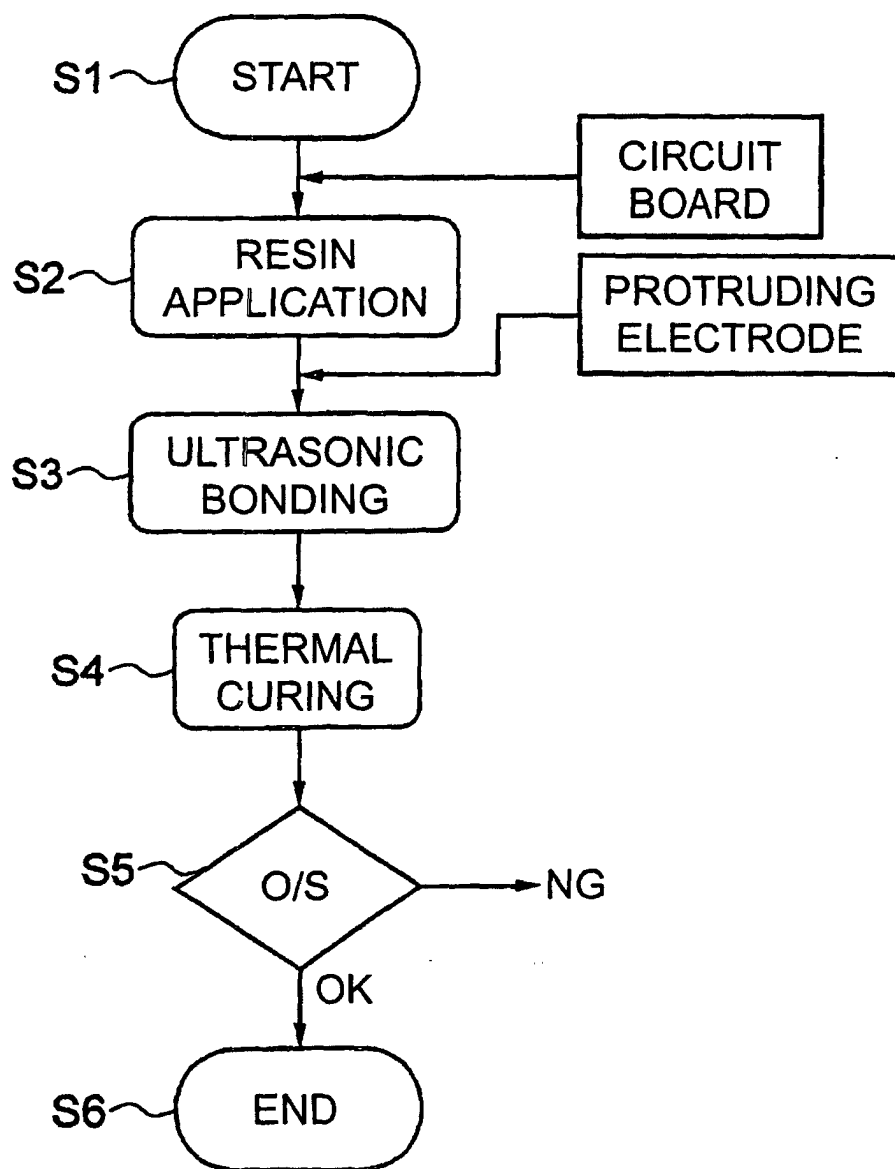 S1
START
CIRCUIT
BOARD
S2
RESIN
APPLICATION
PROTRUDING
ELECTRODE
S3
ULTRASONIC
BONDING
S4
THERMAL
CURING
S5
O/S
NG
OK
S6
END